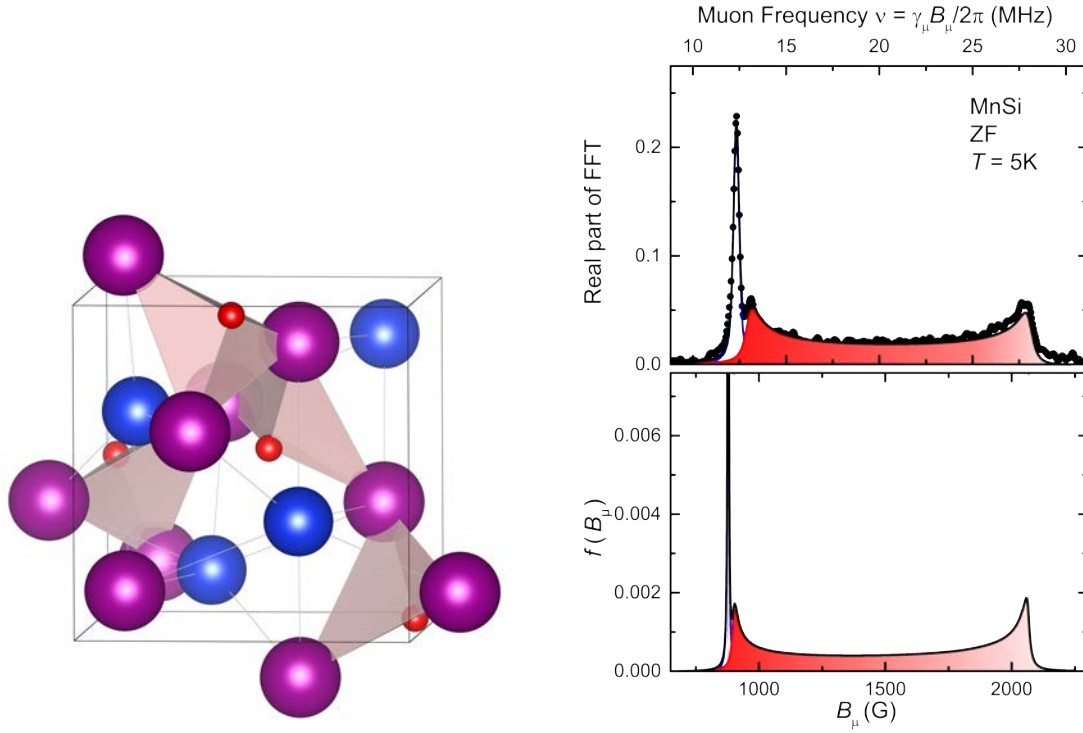 Muon Frequency ν = γμBμ/2π (MHz)
10 15 20 25 30
Real part of FFT
0.2
0.1
0.0
MnSi
ZF
T = 5K
f (Bμ)
0.006
0.004
0.002
0.000
1000 1500 2000
Bμ (G)